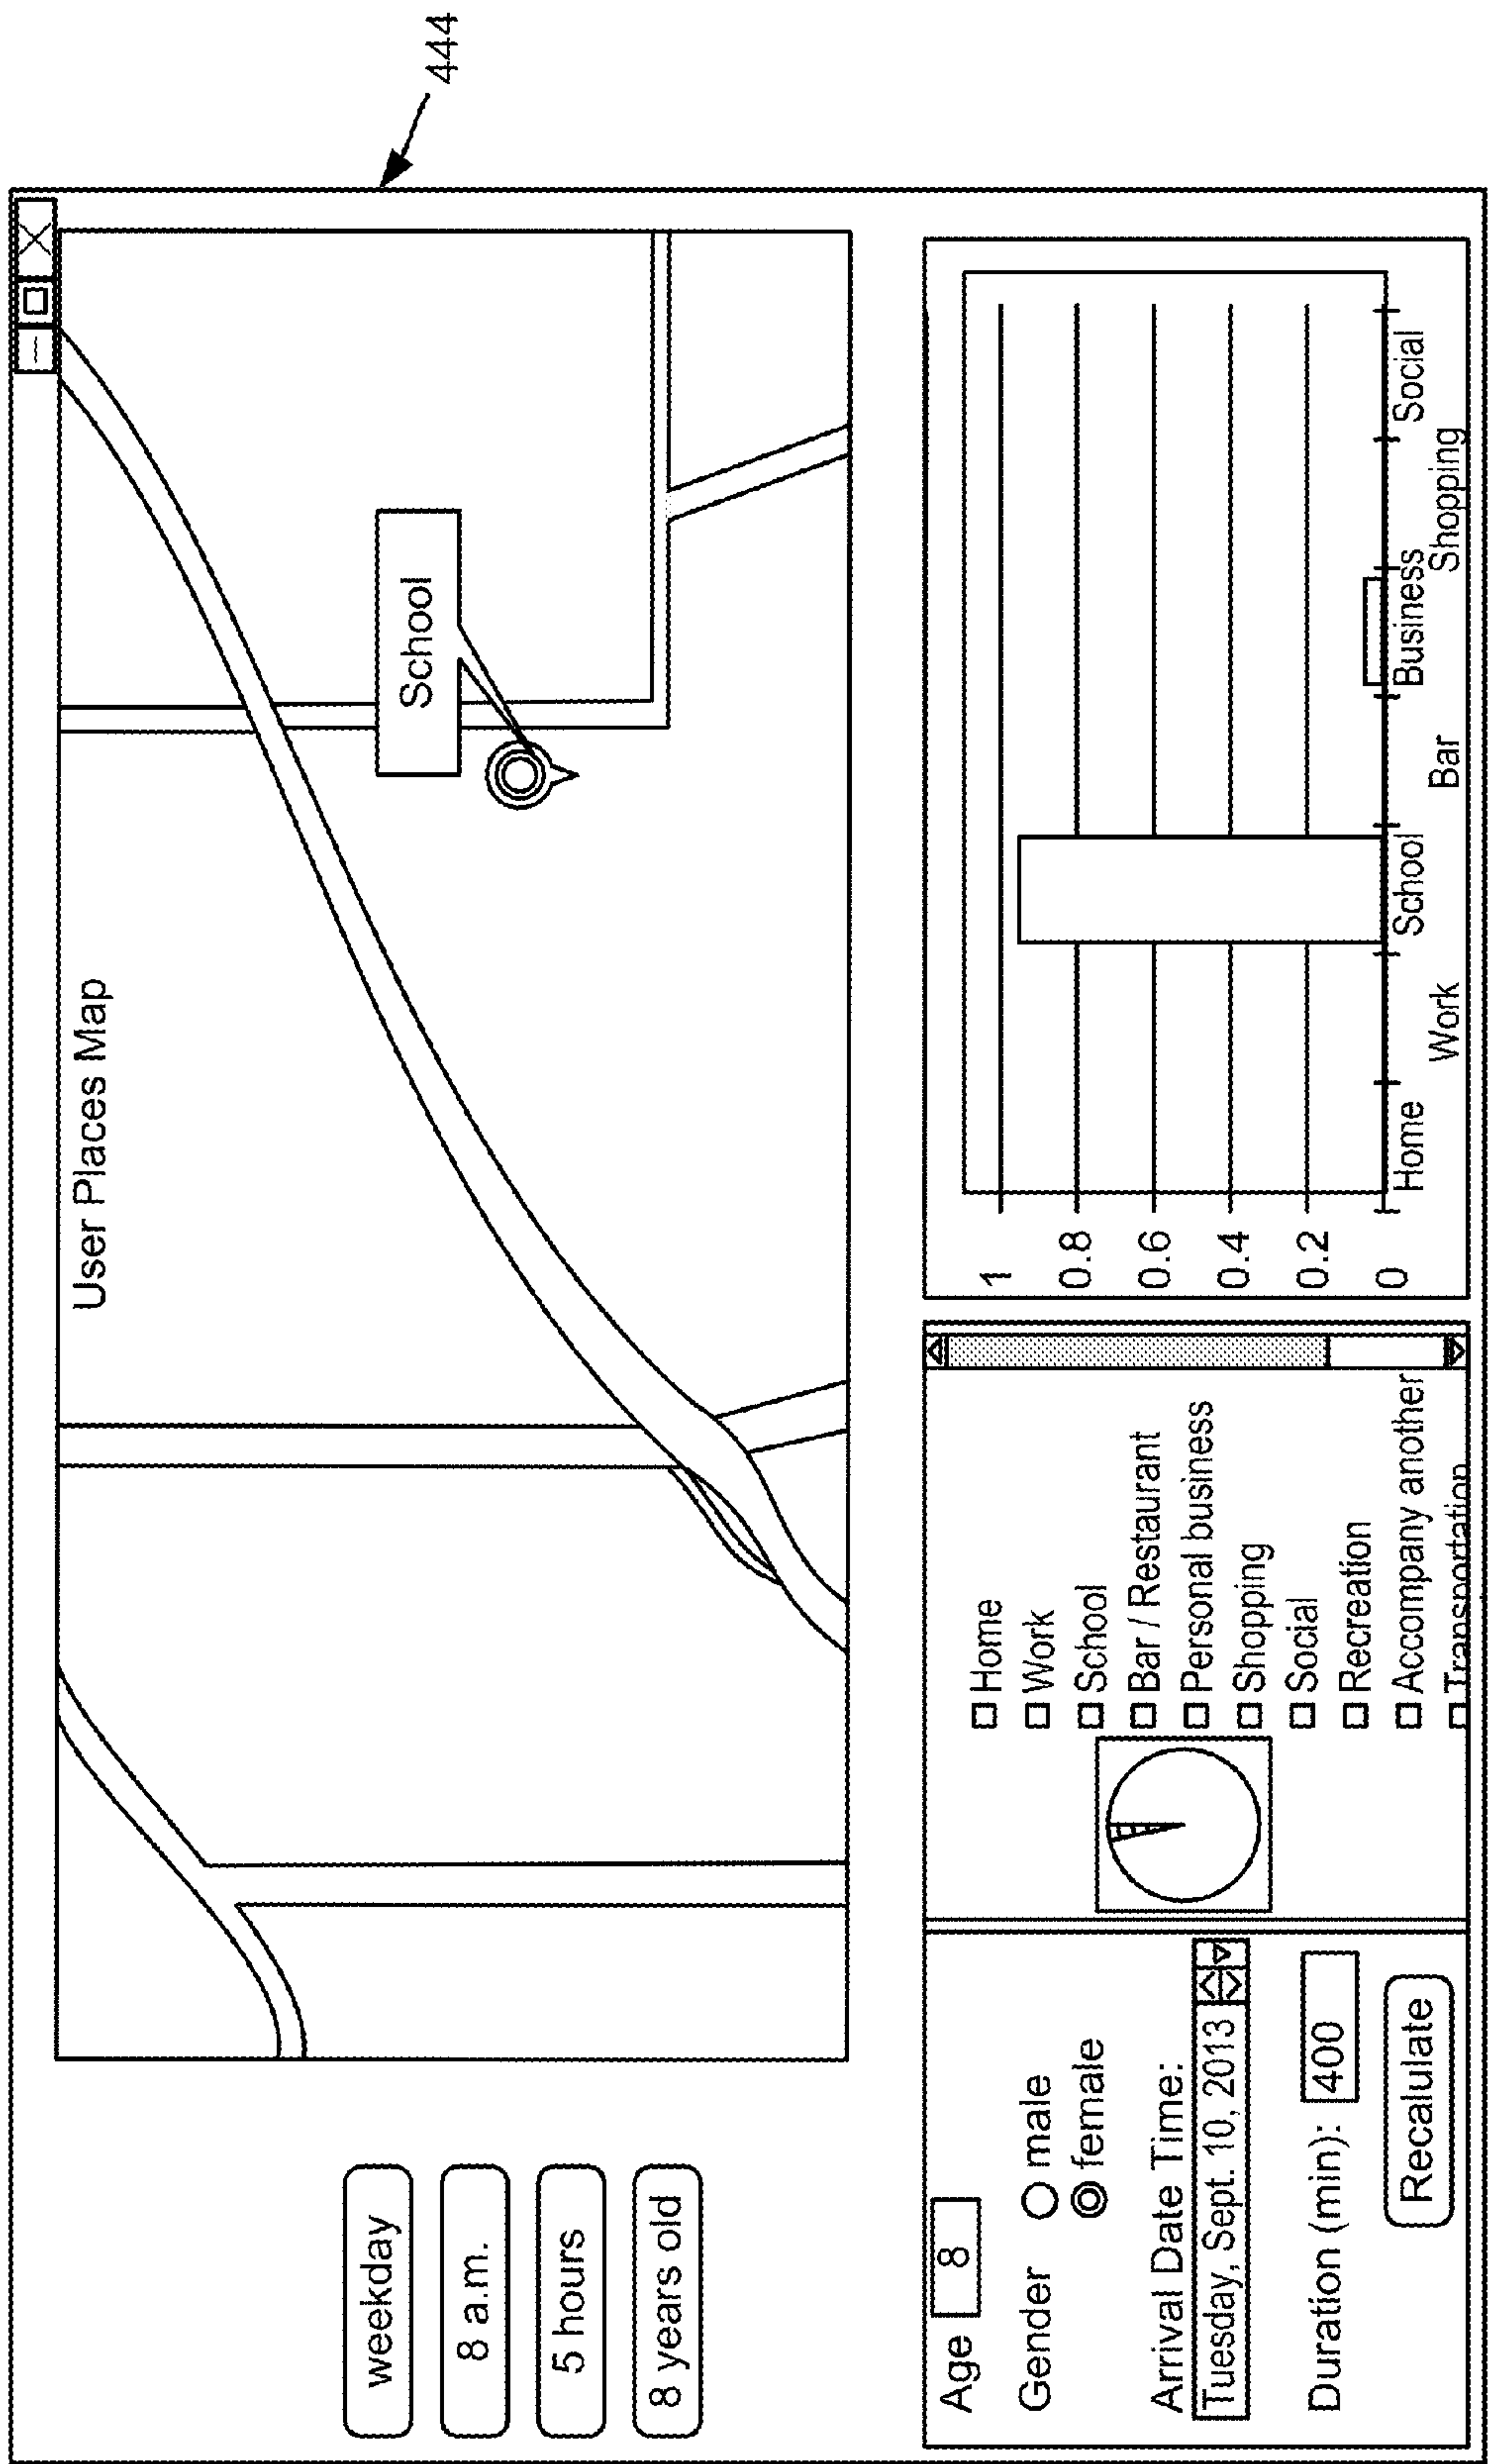 444
User Places Map
School
weekday
8 a.m.
5 hours
8 years old
Age 8
Gender male
female
Arrival Date Time:
Tuesday, Sept. 10, 2013
Duration (min): 400
Recalulate
Home
Work
School
Bar / Restaurant
Personal business
Shopping
Social
Recreation
Accompany another
Transportation
1
0.8
0.6
0.4
0.2
0
Home
Work
School
Bar
Business
Shopping
Social